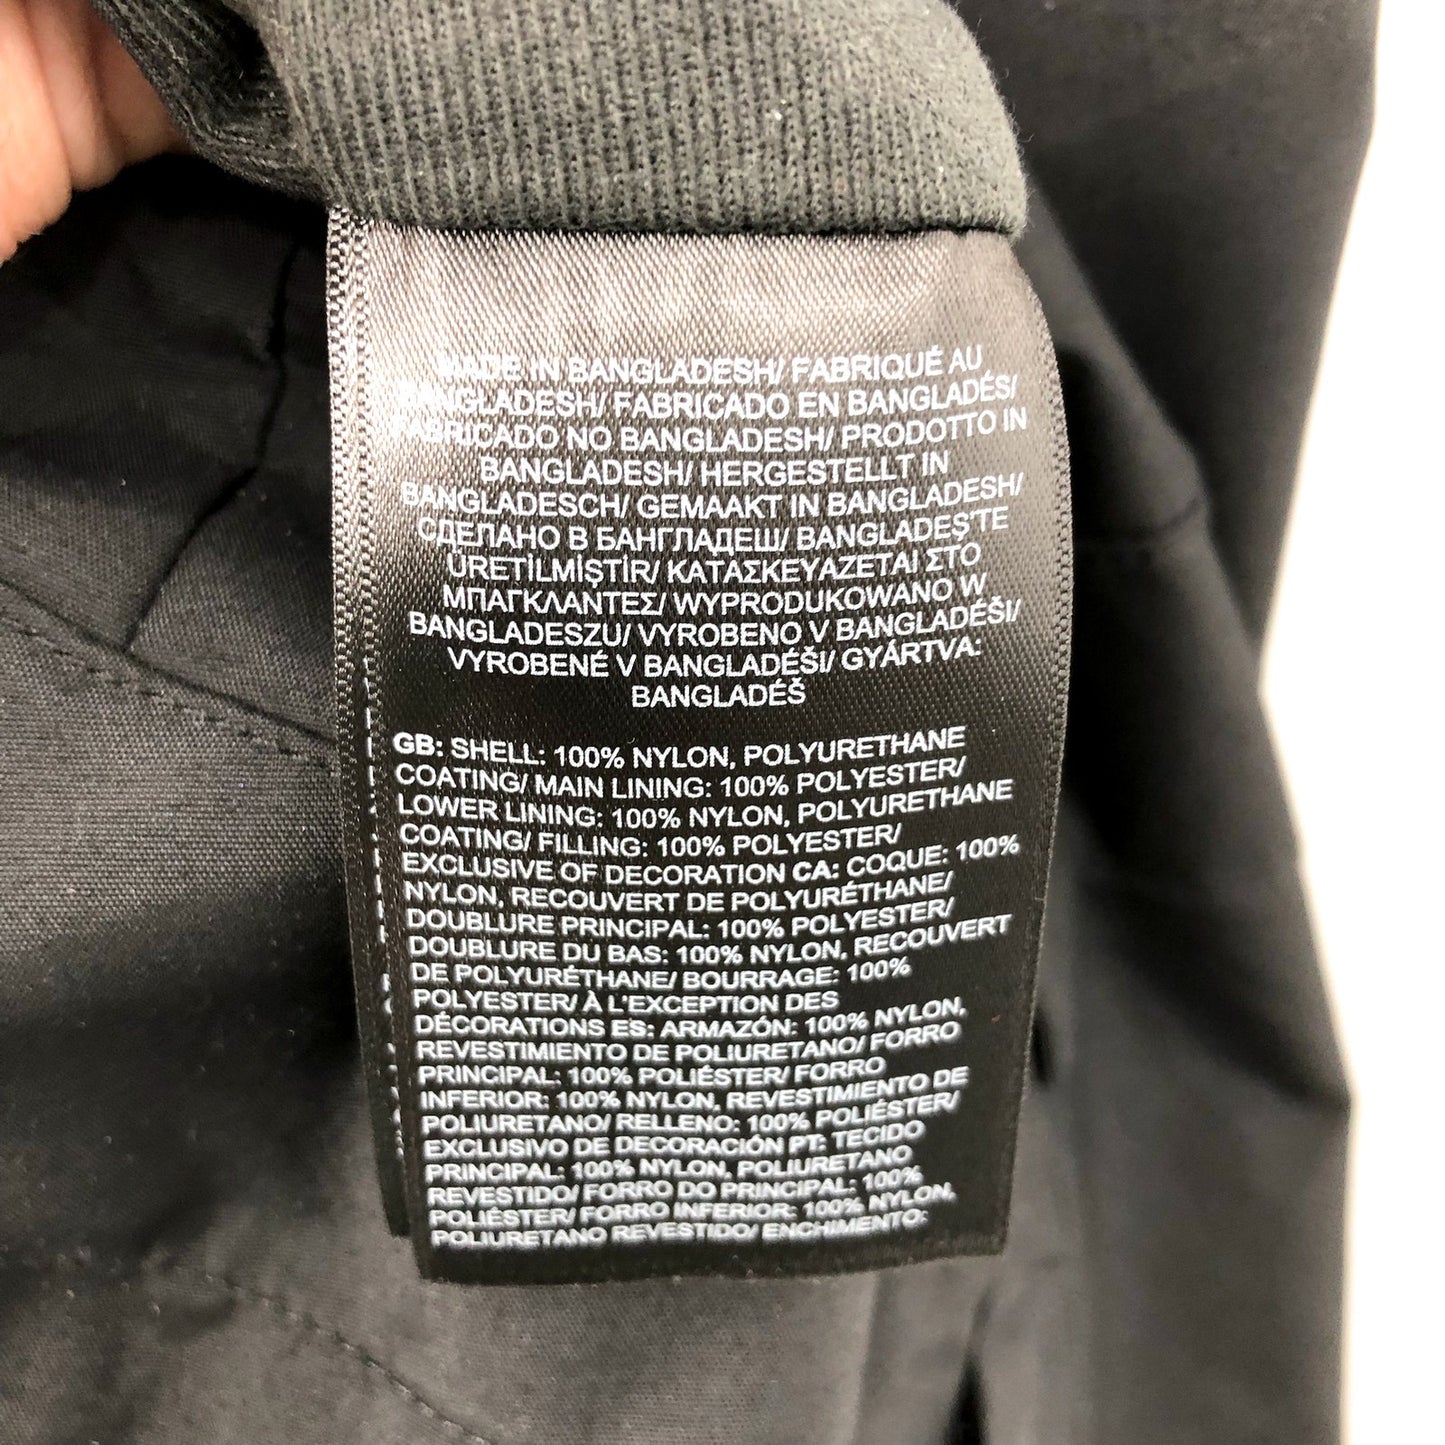 MADE IN BANGLADESH/ FABRIQUÉ AU
BANGLADESH/ FABRICADO EN BANGLADÉS/
FABRICADO NO BANGLADESH/ PRODOTTO IN
BANGLADESH/ HERGESTELLT IN
BANGLADESCH/ GEMAAKT IN BANGLADESH/
СДЕЛАНО В БАНГЛАДЕШ/ BANGLADEŞ'TE
ÜRETİLMİŞTİR/ ΚΑΤΑΣΚΕΥΑΖΕΤΑΙ ΣΤΟ
ΜΠΑΓΚΛΑΝΤΕΣ/ WYPRODUKOWANO W
BANGLADESZU/ VYROBENO V BANGLADÉŠI/
VYROBENÉ V BANGLADÉŠI/ GYÁRTVA:
BANGLADÉŠ
GB: SHELL: 100% NYLON, POLYURETHANE
COATING/ MAIN LINING: 100% POLYESTER/
LOWER LINING: 100% NYLON, POLYURETHANE
COATING/ FILLING: 100% POLYESTER/
EXCLUSIVE OF DECORATION CA: COQUE: 100%
NYLON, RECOUVERT DE POLYURÉTHANE/
DOUBLURE PRINCIPAL: 100% POLYESTER/
DOUBLURE DU BAS: 100% NYLON, RECOUVERT
DE POLYURÉTHANE/ BOURRAGE: 100%
POLYESTER/ À L'EXCEPTION DES
DÉCORATIONS ES: ARMAZÓN: 100% NYLON,
REVESTIMIENTO DE POLIURETANO/ FORRO
PRINCIPAL: 100% POLIÉSTER/ FORRO
INFERIOR: 100% NYLON, REVESTIMIENTO DE
POLIURETANO/ RELLENO: 100% POLIÉSTER/
EXCLUSIVO DE DECORACIÓN PT: TECIDO
PRINCIPAL: 100% NYLON, POLIURETANO
REVESTIDO/ FORRO DO PRINCIPAL: 100%
POLIÉSTER/ FORRO INFERIOR: 100% NYLON,
POLIURETANO REVESTIDO/ ENCHIMENTO: